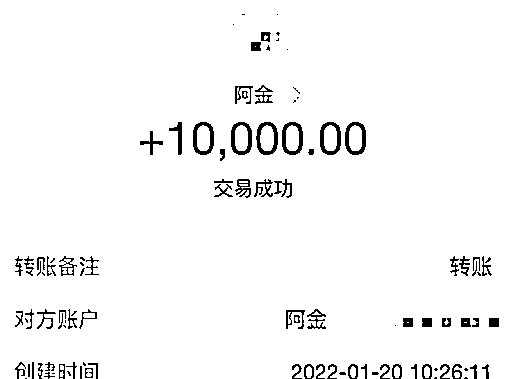 阿金 >
+10,000.00
交易成功
转账备注 转账
对方账户 阿金
创建时间 2022-01-20 10:26:11